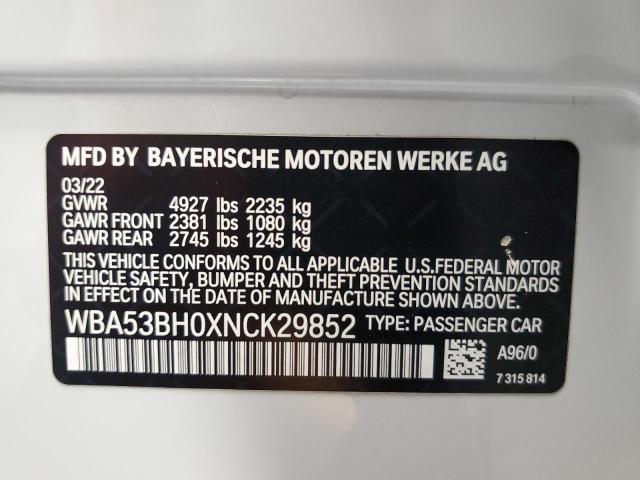 MFD BY BAYERISCHE MOTOREN WERKE AG
03/22
GVWR 4927 lbs 2235 kg
GAWR FRONT 2381 lbs 1080 kg
GAWR REAR 2745 lbs 1245 kg
THIS VEHICLE CONFORMS TO ALL APPLICABLE U.S.FEDERAL MOTOR
VEHICLE SAFETY, BUMPER AND THEFT PREVENTION STANDARDS
IN EFFECT ON THE DATE OF MANUFACTURE SHOWN ABOVE.
WBA53BH0XNCK29852 TYPE: PASSENGER CAR
A96/0
7 315 814